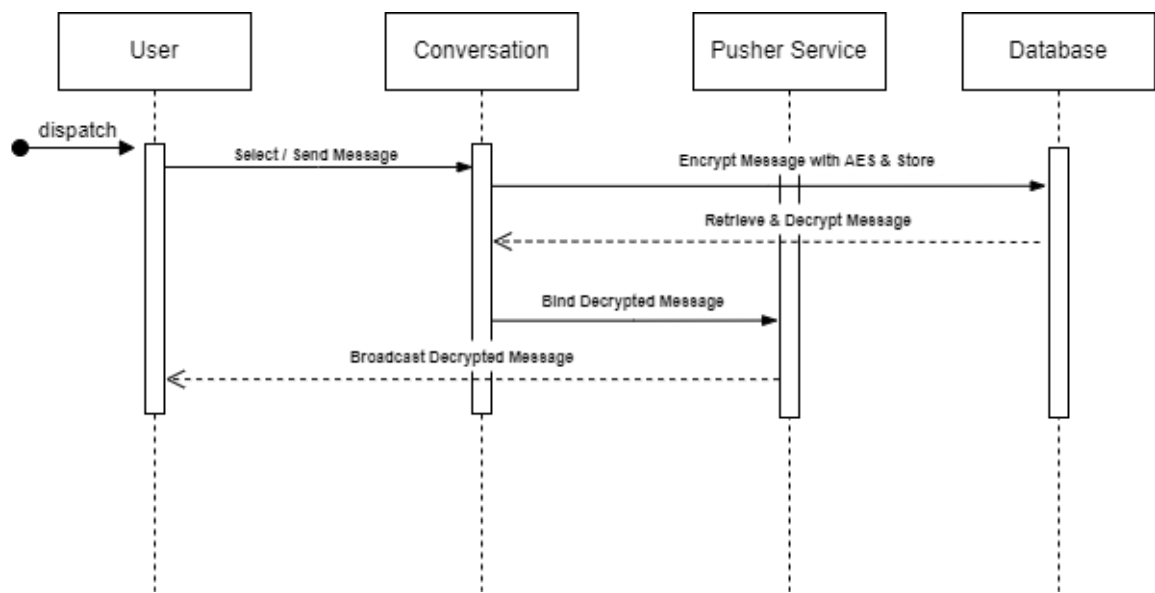 User
Conversation
Pusher Service
Database
dispatch
Select / Send Message
Encrypt Message with AES & Store
Retrieve & Decrypt Message
Bind Decrypted Message
Broadcast Decrypted Message